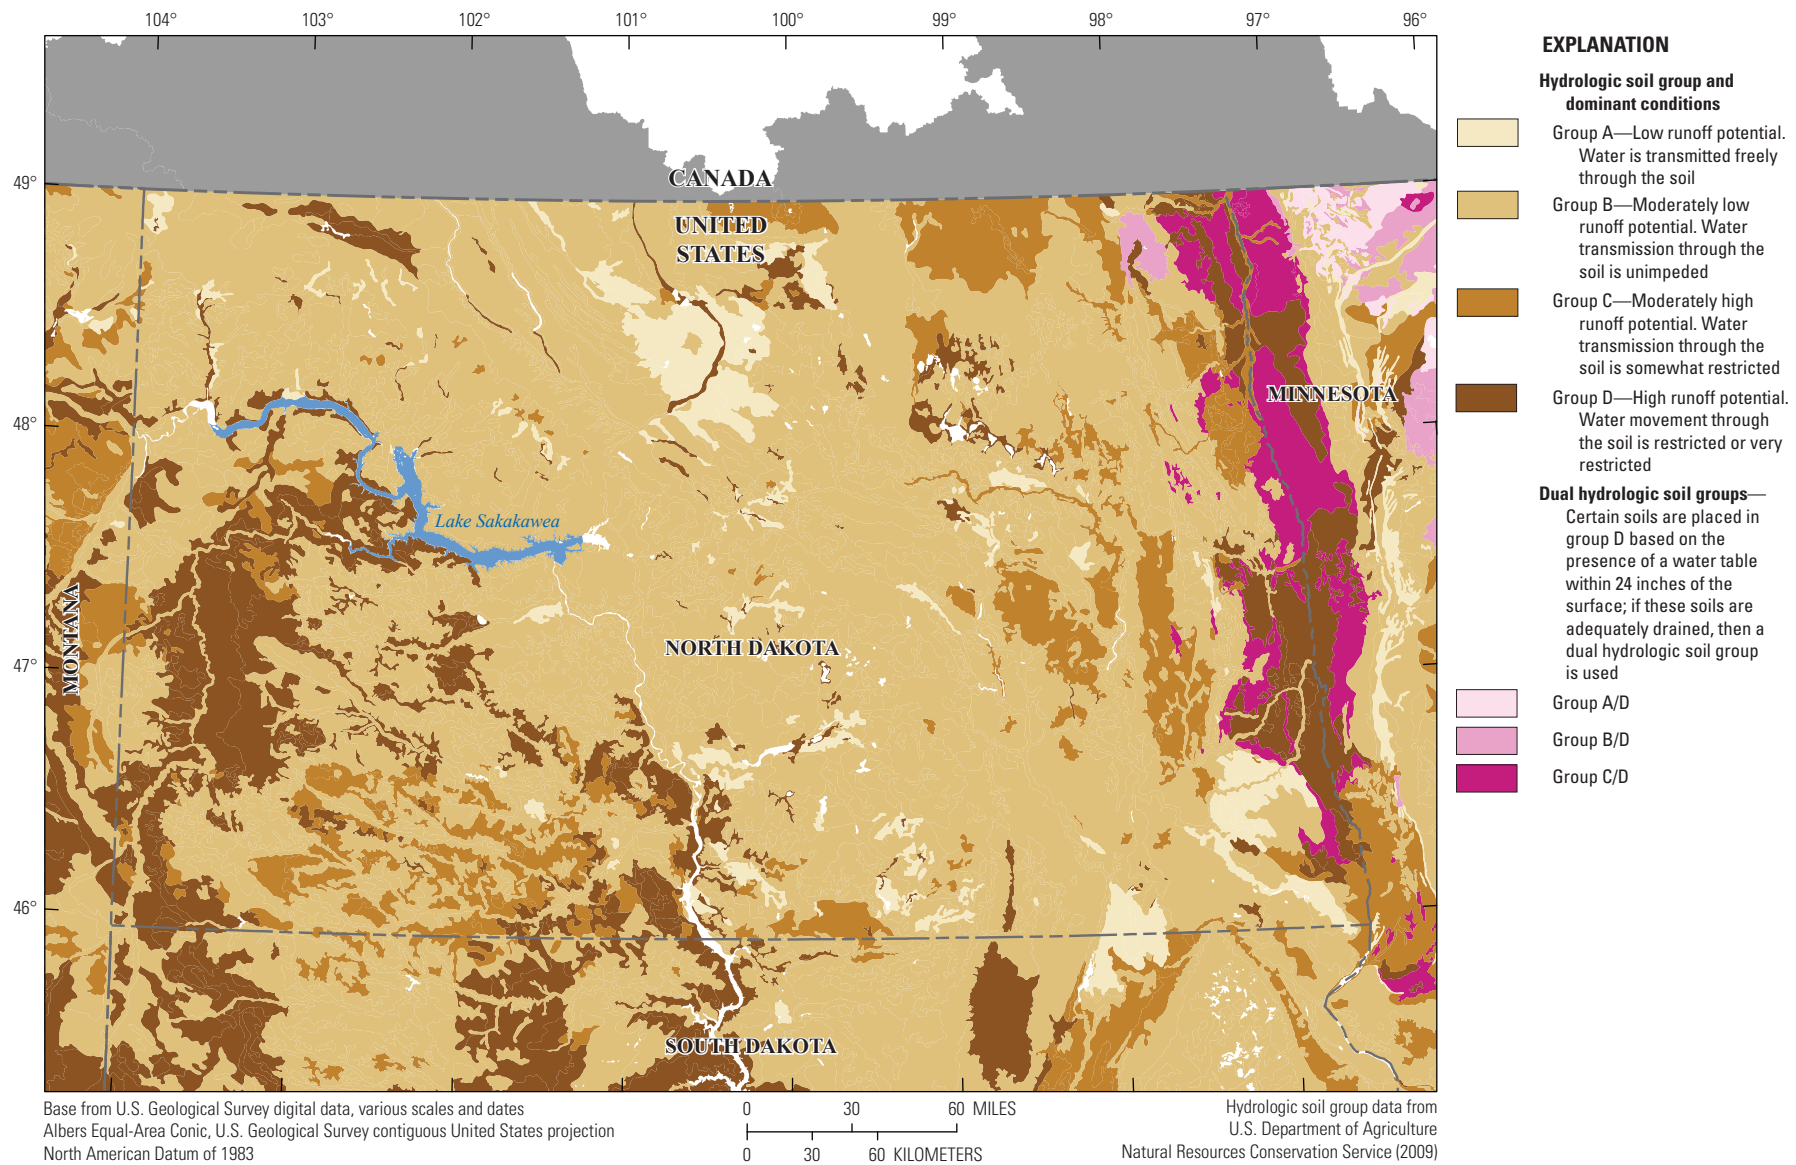 104° 103° 102° 101° 100° 99° 98° 97° 96°
49°
48°
47°
46°
CANADA
UNITED
STATES
MINNESOTA
Lake Sakakawea
MONTANA
NORTH DAKOTA
SOUTH DAKOTA
EXPLANATION
Hydrologic soil group and
dominant conditions
Group A—Low runoff potential.
Water is transmitted freely
through the soil
Group B—Moderately low
runoff potential. Water
transmission through the
soil is unimpeded
Group C—Moderately high
runoff potential. Water
transmission through the
soil is somewhat restricted
Group D—High runoff potential.
Water movement through
the soil is restricted or very
restricted
Dual hydrologic soil groups—
Certain soils are placed in
group D based on the
presence of a water table
within 24 inches of the
surface; if these soils are
adequately drained, then a
dual hydrologic soil group
is used
Group A/D
Group B/D
Group C/D
Base from U.S. Geological Survey digital data, various scales and dates
Albers Equal-Area Conic, U.S. Geological Survey contiguous United States projection
North American Datum of 1983
0 30 60 MILES
0 30 60 KILOMETERS
Hydrologic soil group data from
U.S. Department of Agriculture
Natural Resources Conservation Service (2009)